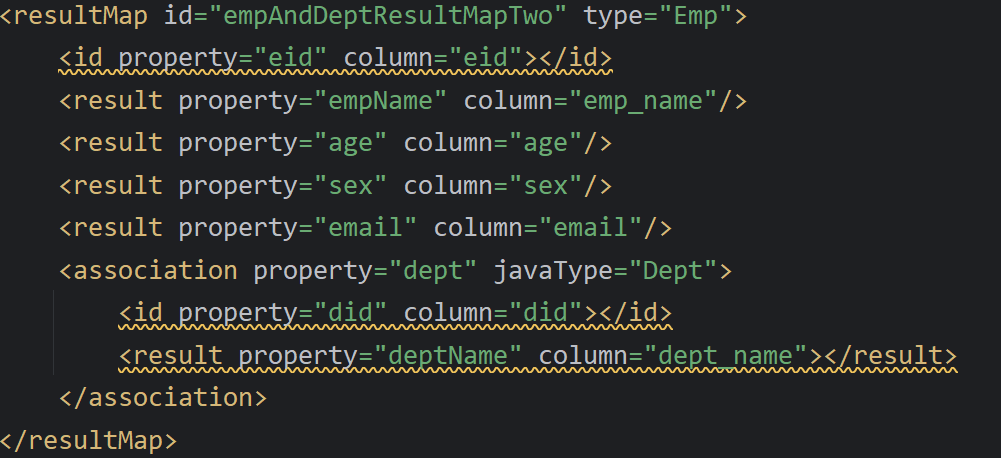 <resultMap id="empAndDeptResultMapTwo" type="Emp">
    <id property="eid" column="eid"></id>
    <result property="empName" column="emp_name"/>
    <result property="age" column="age"/>
    <result property="sex" column="sex"/>
    <result property="email" column="email"/>
    <association property="dept" javaType="Dept">
        <id property="did" column="did"></id>
        <result property="deptName" column="dept_name"></result>
    </association>
</resultMap>